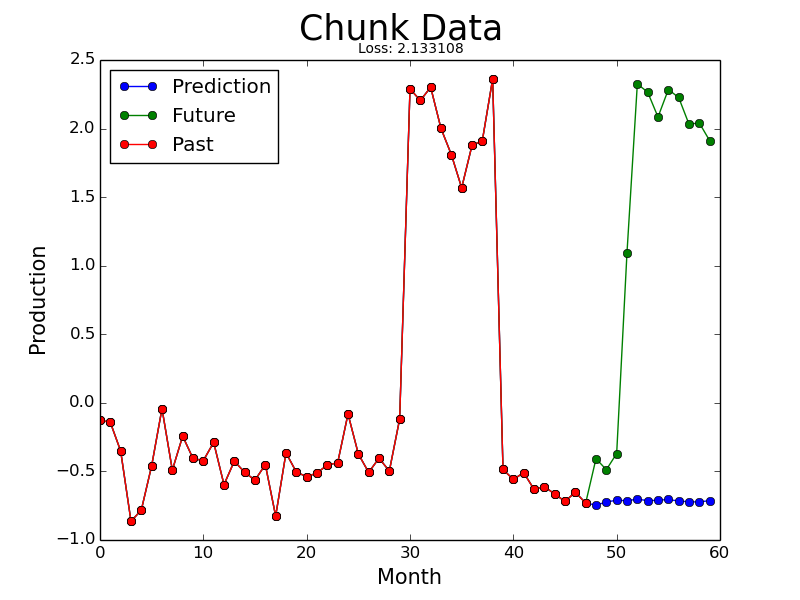 Chunk Data
Loss: 2.133108
Prediction
Future
Past
Production
2.5
2.0
1.5
1.0
0.5
0.0
−0.5
−1.0
0 10 20 30 40 50 60
Month